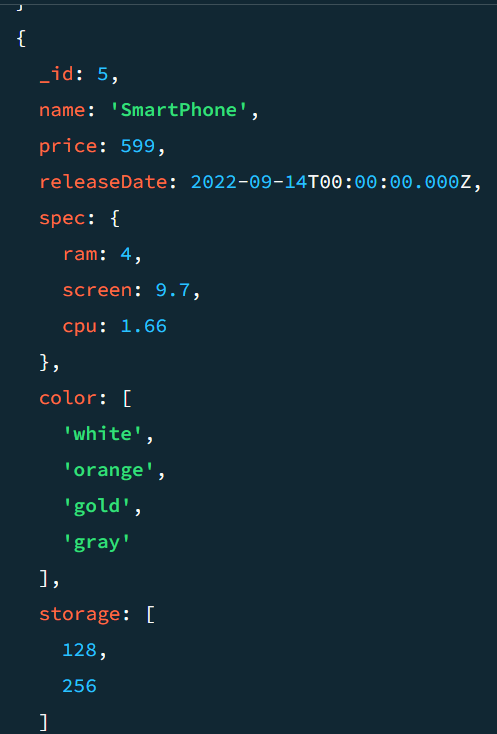 {
_id: 5,
name: 'SmartPhone',
price: 599,
releaseDate: 2022-09-14T00:00:00.000Z,
spec: {
ram: 4,
screen: 9.7,
cpu: 1.66
},
color: [
'white',
'orange',
'gold',
'gray'
],
storage: [
128,
256
]